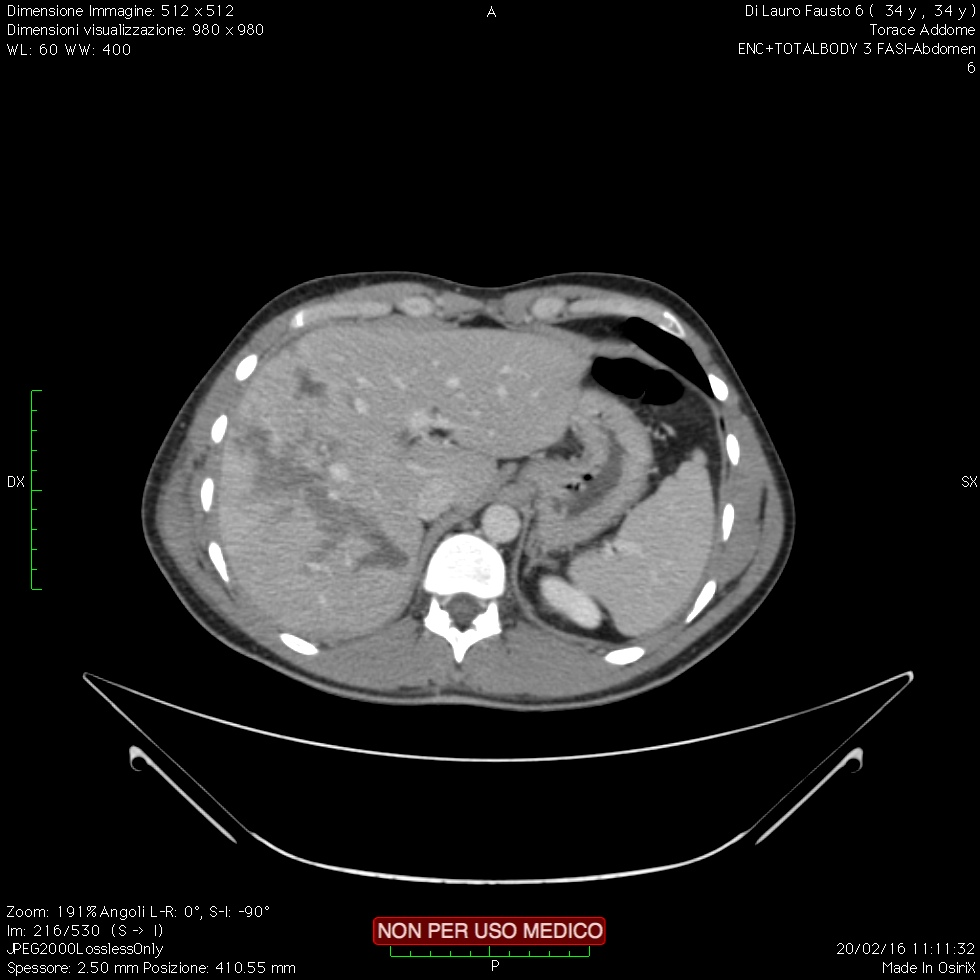 Dimensione Immagine: 512 x 512
Dimensioni visualizzazione: 980 x 980
WL: 60 WW: 400
A
Di Lauro Fausto 6 ( 34 y , 34 y )
Torace Addome
ENC+TOTALBODY 3 FASI-Abdomen
6
DX
SX
Zoom: 191% Angoli L-R: 0°, S-I: -90°
Im: 216/530 (S -> I)
JPEG2000LosslessOnly
Spessore: 2.50 mm Posizione: 410.55 mm
NON PER USO MEDICO
P
20/02/16 11:11:32
Made In OsiriX